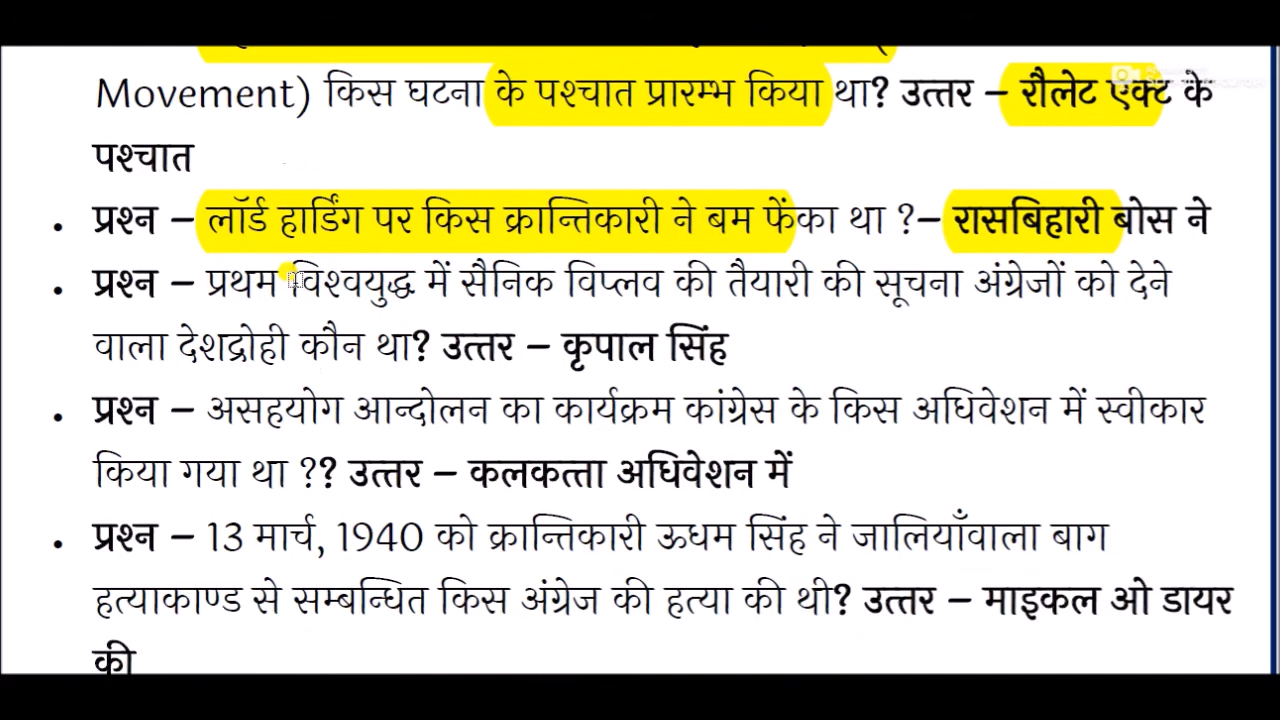 Movement) किस घटना के पश्चात प्रारम्भ किया था? उत्तर – रौलेट एक्ट के
पश्चात
• प्रश्न – लॉर्ड हार्डिंग पर किस क्रान्तिकारी ने बम फेंका था ?– रासबिहारी बोस ने
• प्रश्न – प्रथम विश्वयुद्ध में सैनिक विप्लव की तैयारी की सूचना अंग्रेजों को देने
वाला देशद्रोही कौन था? उत्तर – कृपाल सिंह
• प्रश्न – असहयोग आन्दोलन का कार्यक्रम कांग्रेस के किस अधिवेशन में स्वीकार
किया गया था ?? उत्तर – कलकत्ता अधिवेशन में
• प्रश्न – 13 मार्च, 1940 को क्रान्तिकारी ऊधम सिंह ने जालियाँवाला बाग
हत्याकाण्ड से सम्बन्धित किस अंग्रेज की हत्या की थी? उत्तर – माइकल ओ डायर
की